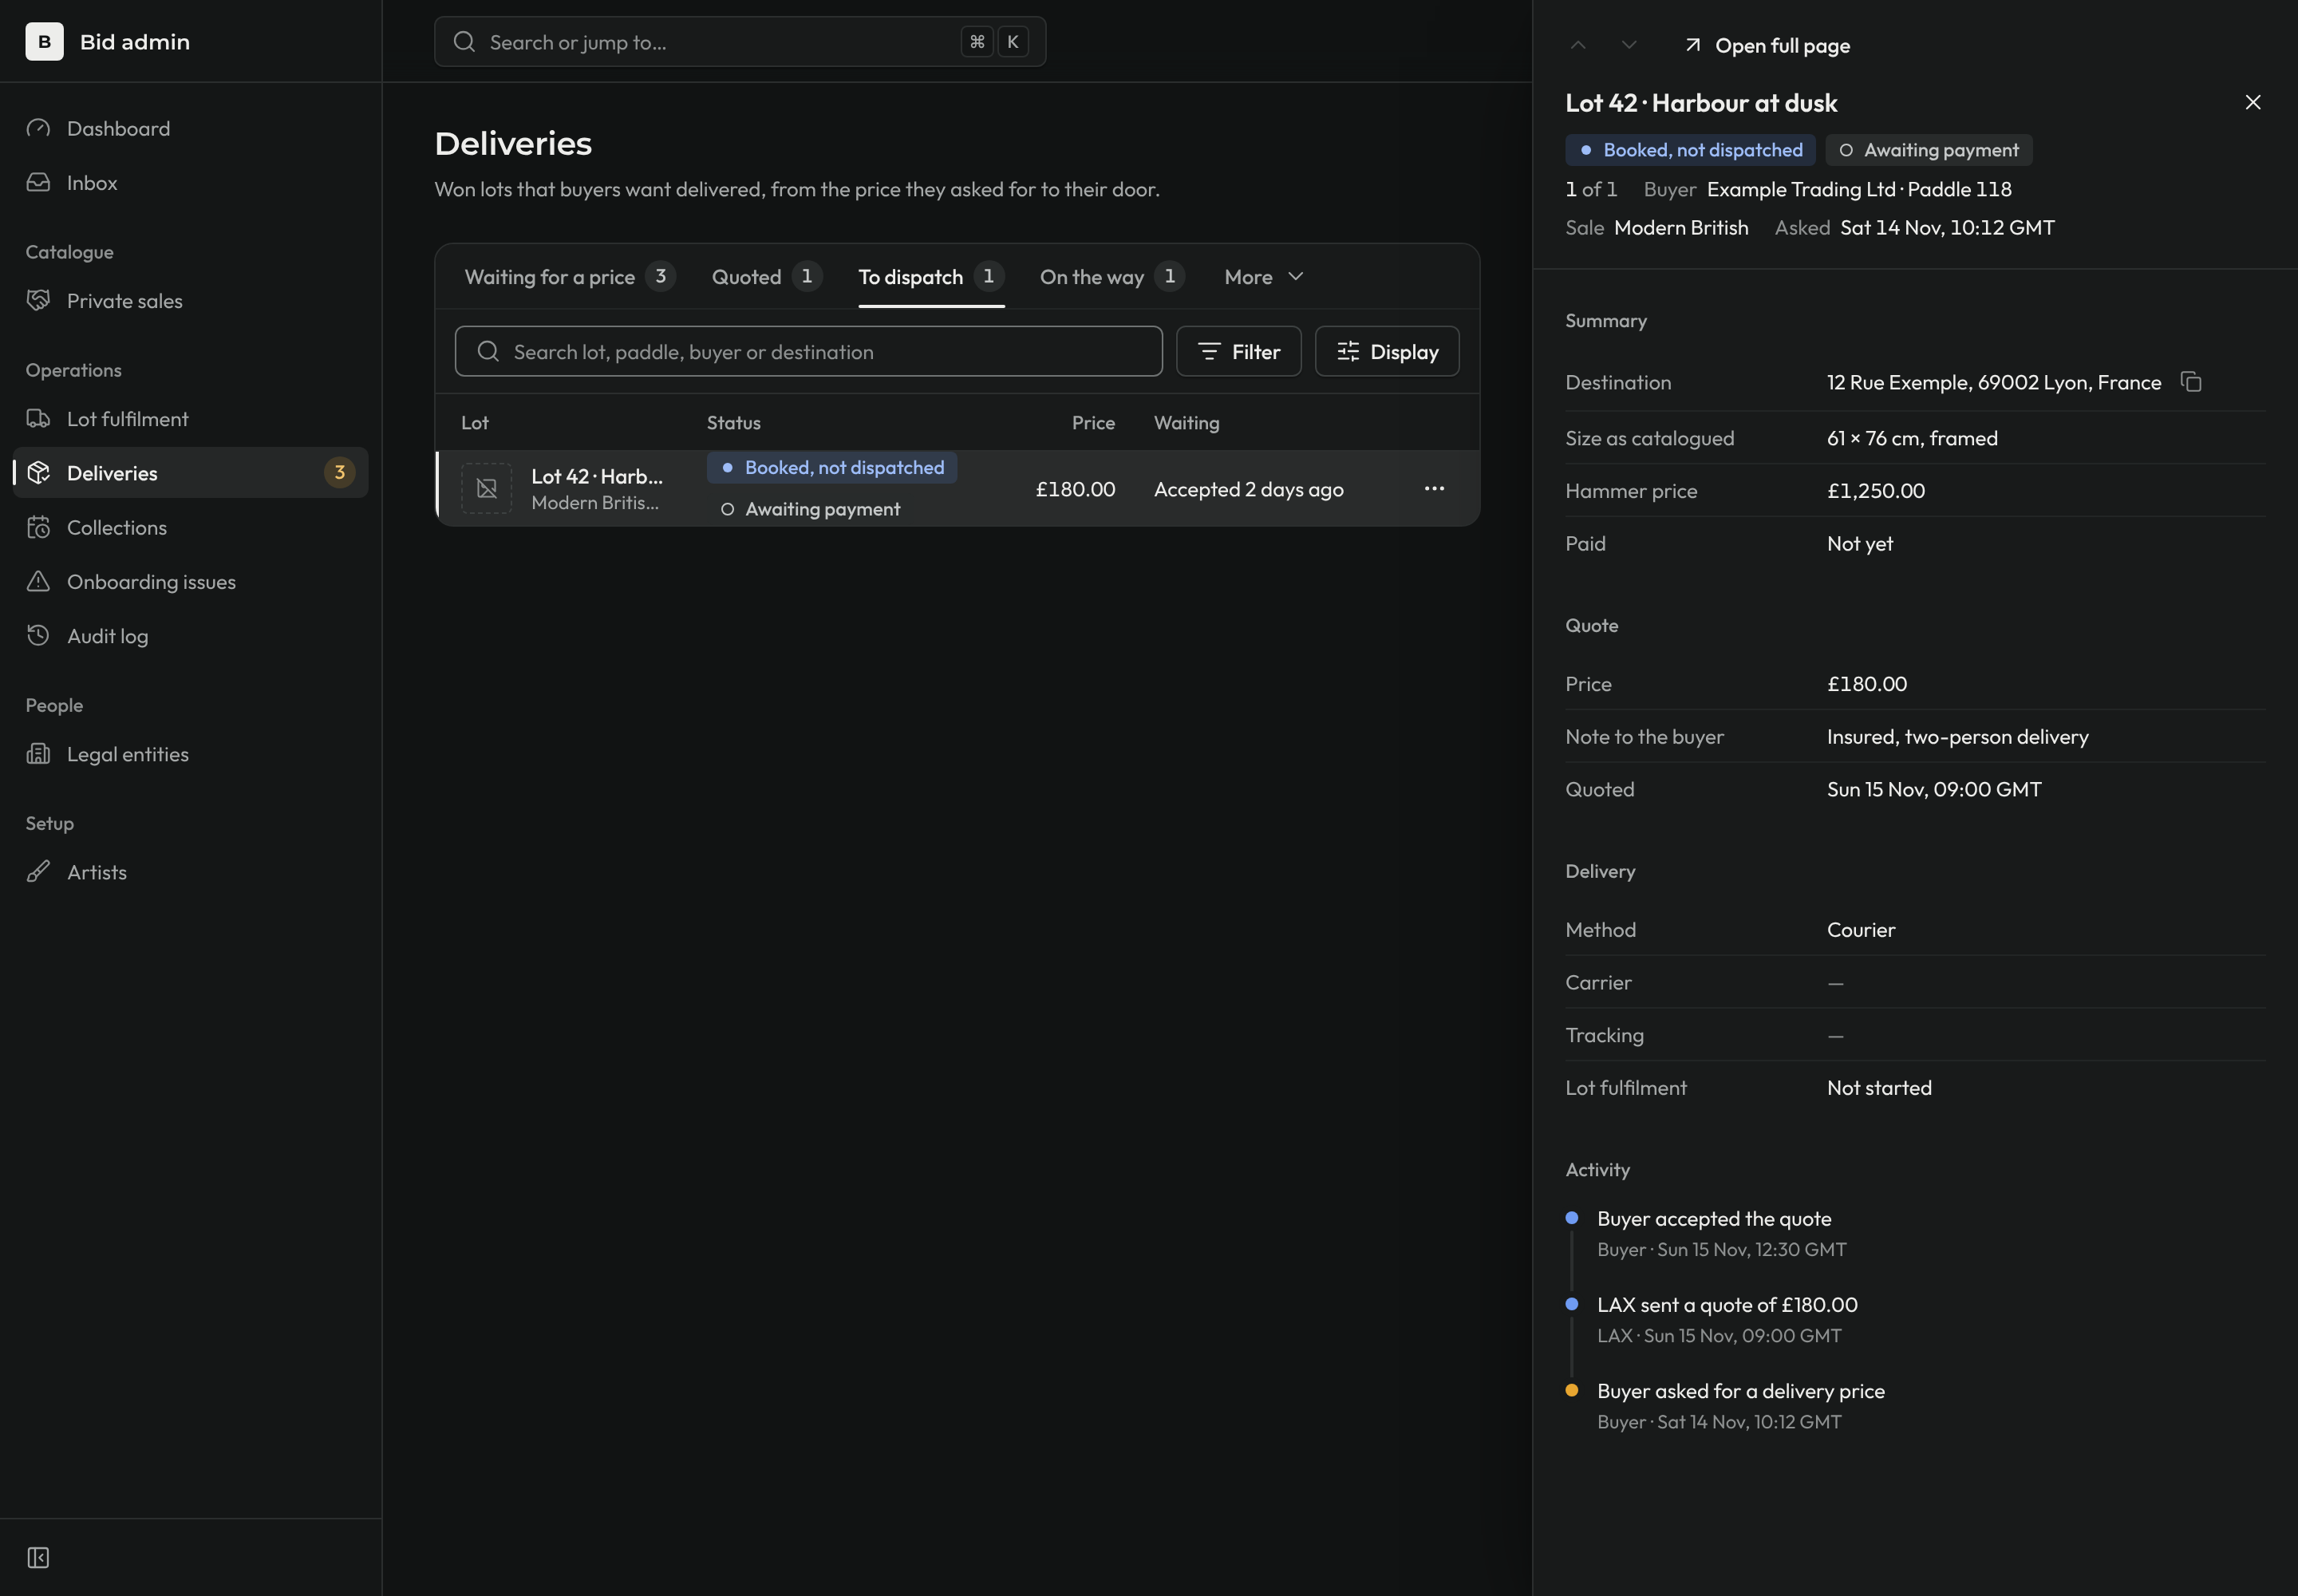 B Bid admin
Search or jump to... ⌘ K
Dashboard
Inbox
Catalogue
Private sales
Operations
Lot fulfilment
Deliveries 3
Collections
Onboarding issues
Audit log
People
Legal entities
Setup
Artists
Deliveries
Won lots that buyers want delivered, from the price they asked for to their door.
Waiting for a price 3 Quoted 1 To dispatch 1 On the way 1 More
Search lot, paddle, buyer or destination Filter Display
Lot Status Price Waiting
Lot 42 · Harb... Booked, not dispatched £180.00 Accepted 2 days ago ...
Modern Britis... Awaiting payment
Open full page
Lot 42 · Harbour at dusk
Booked, not dispatched Awaiting payment
1 of 1 Buyer Example Trading Ltd · Paddle 118
Sale Modern British Asked Sat 14 Nov, 10:12 GMT
Summary
Destination 12 Rue Exemple, 69002 Lyon, France
Size as catalogued 61 × 76 cm, framed
Hammer price £1,250.00
Paid Not yet
Quote
Price £180.00
Note to the buyer Insured, two-person delivery
Quoted Sun 15 Nov, 09:00 GMT
Delivery
Method Courier
Carrier —
Tracking —
Lot fulfilment Not started
Activity
Buyer accepted the quote
Buyer · Sun 15 Nov, 12:30 GMT
LAX sent a quote of £180.00
LAX · Sun 15 Nov, 09:00 GMT
Buyer asked for a delivery price
Buyer · Sat 14 Nov, 10:12 GMT